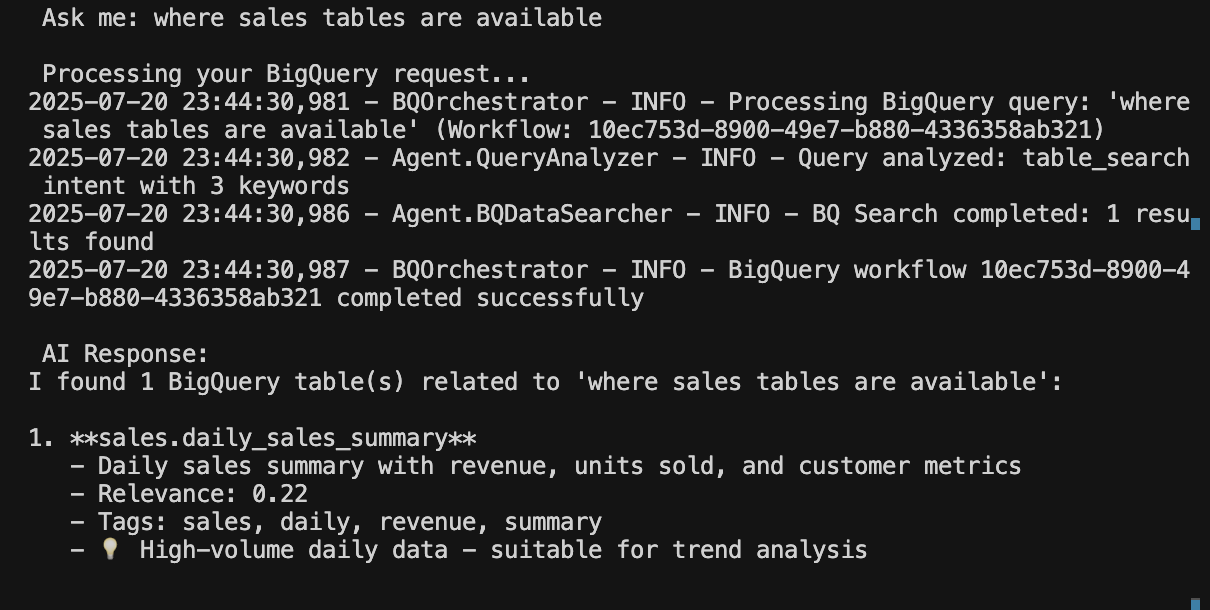 Ask me: where sales tables are available
Processing your BigQuery request...
2025-07-20 23:44:30,981 - BQOrchestrator - INFO - Processing BigQuery query: 'where
sales tables are available' (Workflow: 10ec753d-8900-49e7-b880-4336358ab321)
2025-07-20 23:44:30,982 - Agent.QueryAnalyzer - INFO - Query analyzed: table_search
intent with 3 keywords
2025-07-20 23:44:30,986 - Agent.BQDataSearcher - INFO - BQ Search completed: 1 resu
lts found
2025-07-20 23:44:30,987 - BQOrchestrator - INFO - BigQuery workflow 10ec753d-8900-4
9e7-b880-4336358ab321 completed successfully
AI Response:
I found 1 BigQuery table(s) related to 'where sales tables are available':
1. **sales.daily_sales_summary**
- Daily sales summary with revenue, units sold, and customer metrics
- Relevance: 0.22
- Tags: sales, daily, revenue, summary
- 💡 High-volume daily data - suitable for trend analysis